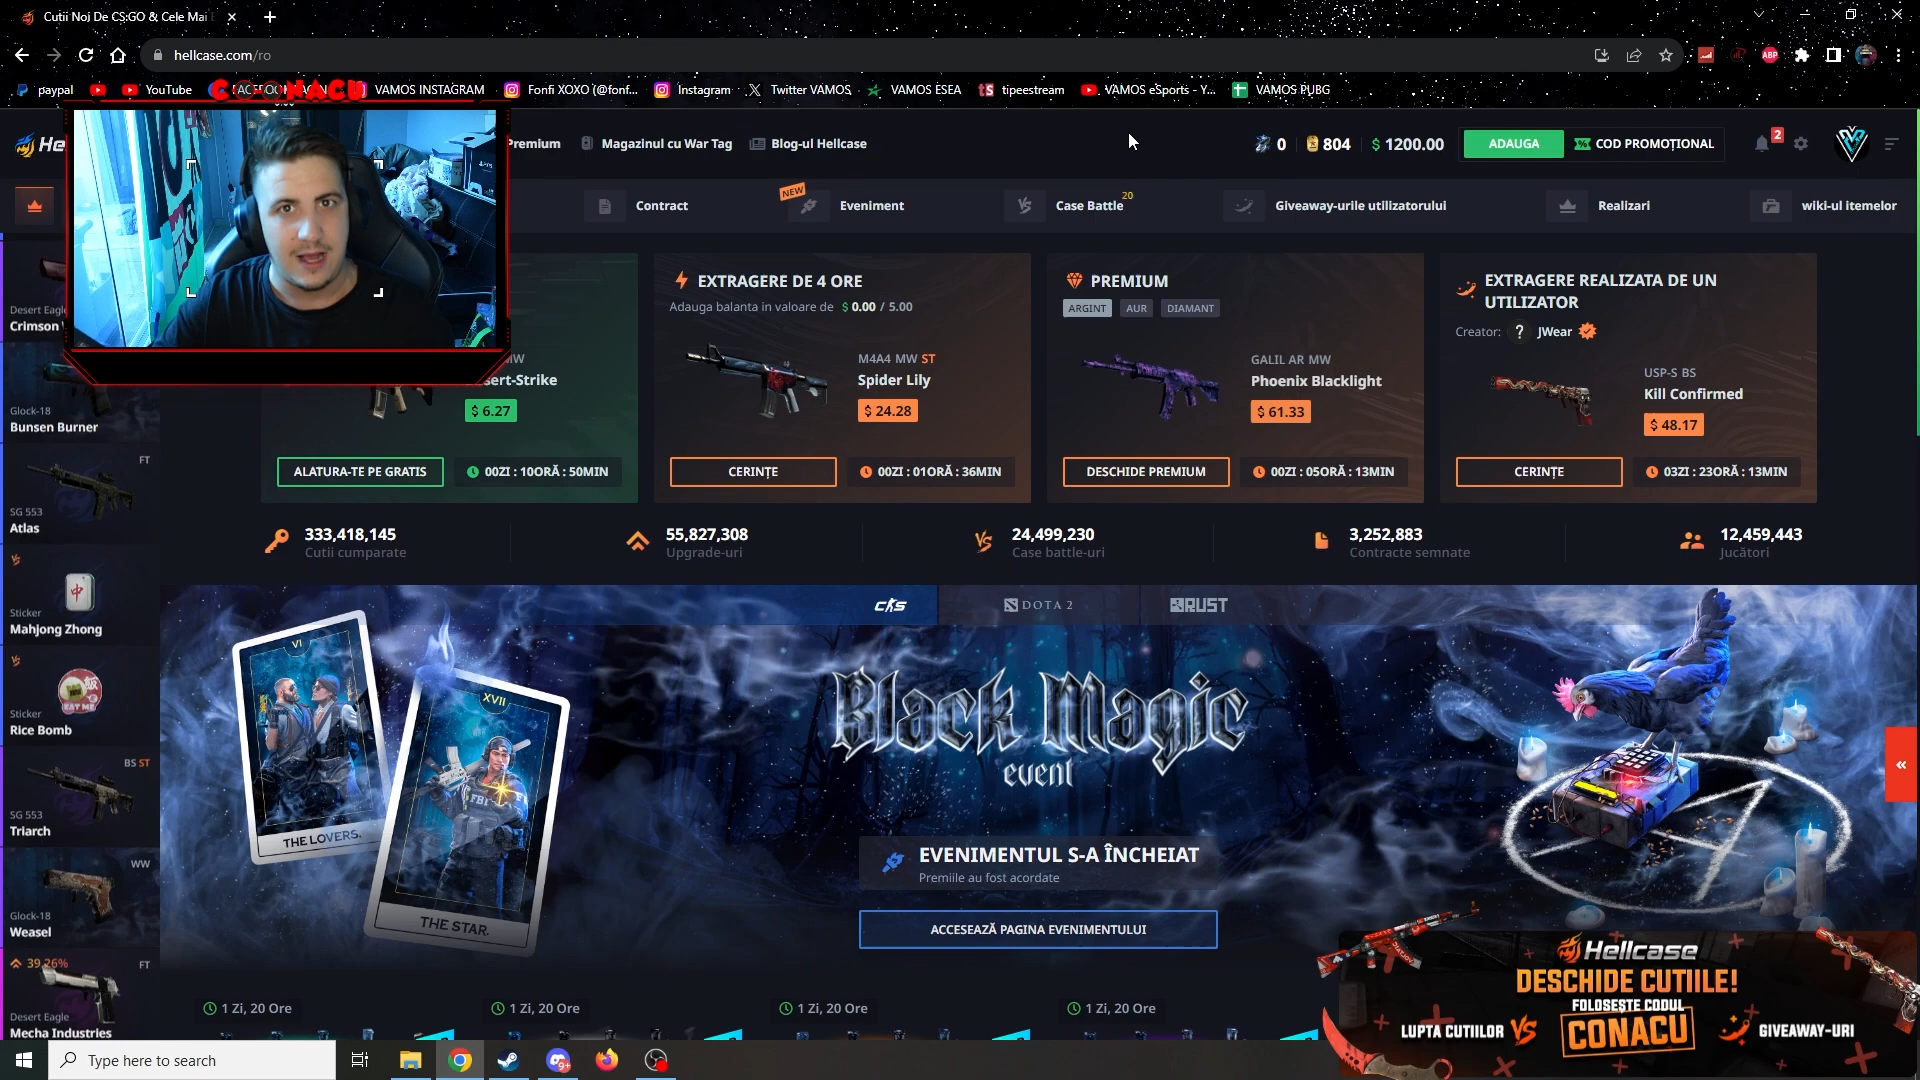 Cutii Noi De CS:GO & Cele Mai
hellcase.com/ro
paypal
YouTube
VAMOS INSTAGRAM
Fonfi XOXO (@fonf...
Instagram
Twitter VAMOS
VAMOS ESEA
tipeestream
VAMOS eSports - Y...
VAMOS PUBG
CONACU
He
Premium
Magazinul cu War Tag
Blog-ul Hellcase
0
804
$ 1200.00
ADAUGA
COD PROMOȚIONAL
2
Contract
NEW
Eveniment
Case Battle
20
Giveaway-urile utilizatorului
Realizari
wiki-ul itemelor
Desert Eagle
Crimson
Glock-18
Bunsen Burner
FT
SG 553
Atlas
Sticker
Mahjong Zhong
Sticker
Rice Bomb
BS ST
SG 553
Triarch
WW
Glock-18
Weasel
39.26%
FT
Desert Eagle
Mecha Industries
MW
sert-Strike
$ 6.27
ALATURA-TE PE GRATIS
00ZI : 10ORĂ : 50MIN
EXTRAGERE DE 4 ORE
Adauga balanta in valoare de $ 0.00 / 5.00
M4A4 MW ST
Spider Lily
$ 24.28
CERINȚE
00ZI : 01ORĂ : 36MIN
PREMIUM
ARGINT
AUR
DIAMANT
GALIL AR MW
Phoenix Blacklight
$ 61.33
DESCHIDE PREMIUM
00ZI : 05ORĂ : 13MIN
EXTRAGERE REALIZATA DE UN
UTILIZATOR
Creator: ? JWear
USP-S BS
Kill Confirmed
$ 48.17
CERINȚE
03ZI : 23ORĂ : 13MIN
333,418,145
Cutii cumparate
55,827,308
Upgrade-uri
24,499,230
Case battle-uri
3,252,883
Contracte semnate
12,459,443
Jucători
CS
DOTA 2
RUST
VI
THE LOVERS.
XVII
FBI
THE STAR.
Black Magic
event
EVENIMENTUL S-A ÎNCHEIAT
Premiile au fost acordate
ACCESEAZĂ PAGINA EVENIMENTULUI
1 Zi, 20 Ore
1 Zi, 20 Ore
1 Zi, 20 Ore
1 Zi, 20 Ore
Hellcase
DESCHIDE CUTIILE!
FOLOSEȘTE CODUL
LUPTA CUTIILOR VS
CONACU
GIVEAWAY-URI
Type here to search